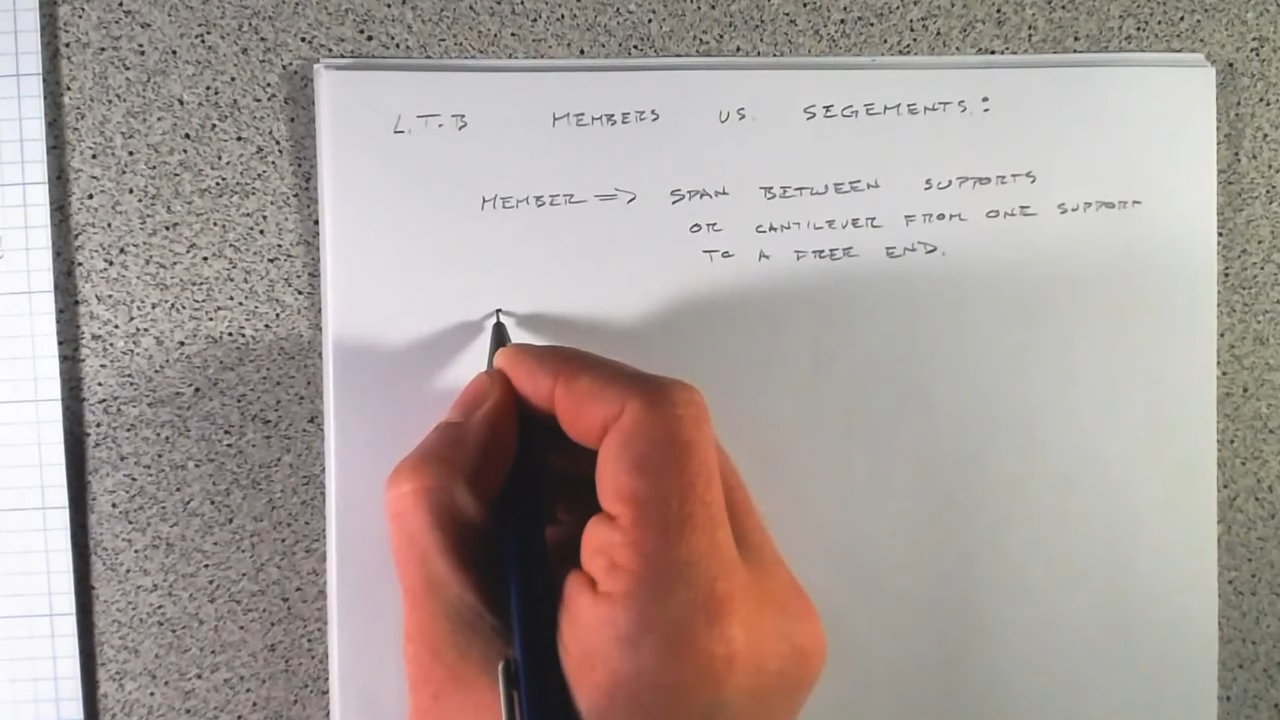 L.T.B MEMBERS VS. SEGEMENTS:
MEMBER => SPAN BETWEEN SUPPORTS
OR CANTILEVER FROM ONE SUPPORT
TO A FREE END.